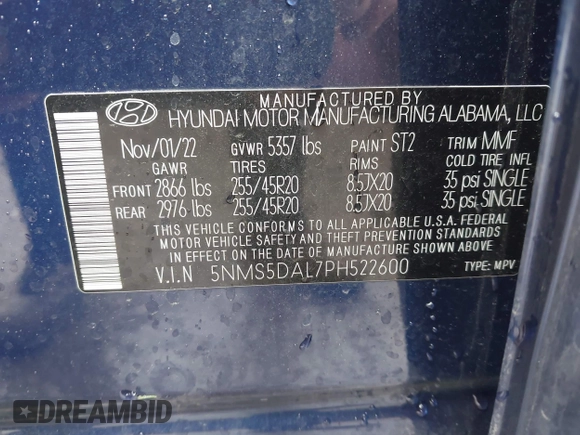 MANUFACTURED BY
HYUNDAI MOTOR MANUFACTURING ALABAMA, LLC
Nov/01/22 GVWR 5357 lbs PAINT ST2 TRIM MMF
GAWR TIRES RIMS COLD TIRE INFL
FRONT 2866 lbs 255/45R20 8.5JX20 35 psi SINGLE
REAR 2976 lbs 255/45R20 8.5JX20 35 psi SINGLE
THIS VEHICLE CONFORMS TO ALL APPLICABLE U.S.A. FEDERAL
MOTOR VEHICLE SAFETY AND THEFT PREVENTION STANDARDS
IN EFFECT ON THE DATE OF MANUFACTURE SHOWN ABOVE
V.I.N 5NMS5DAL7PH522600
TYPE: MPV
DREAMBID